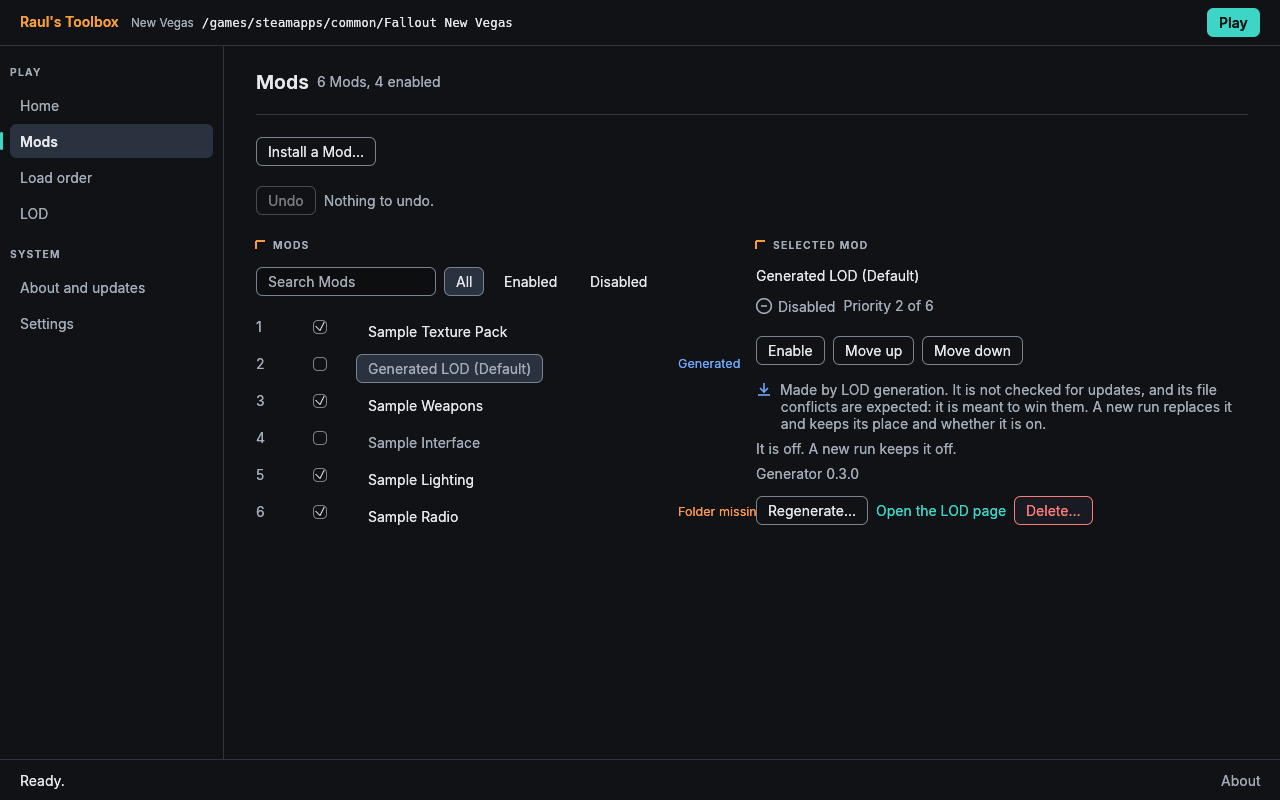 Raul's Toolbox New Vegas /games/steamapps/common/Fallout New Vegas Play
PLAY
Home
Mods
Load order
LOD
SYSTEM
About and updates
Settings
Mods 6 Mods, 4 enabled
Install a Mod...
Undo Nothing to undo.
MODS
Search Mods All Enabled Disabled
1 Sample Texture Pack
2 Generated LOD (Default) Generated
3 Sample Weapons
4 Sample Interface
5 Sample Lighting
6 Sample Radio Folder missin
SELECTED MOD
Generated LOD (Default)
Disabled Priority 2 of 6
Enable Move up Move down
Made by LOD generation. It is not checked for updates, and its file
conflicts are expected: it is meant to win them. A new run replaces it
and keeps its place and whether it is on.
It is off. A new run keeps it off.
Generator 0.3.0
Regenerate... Open the LOD page Delete...
Ready. About